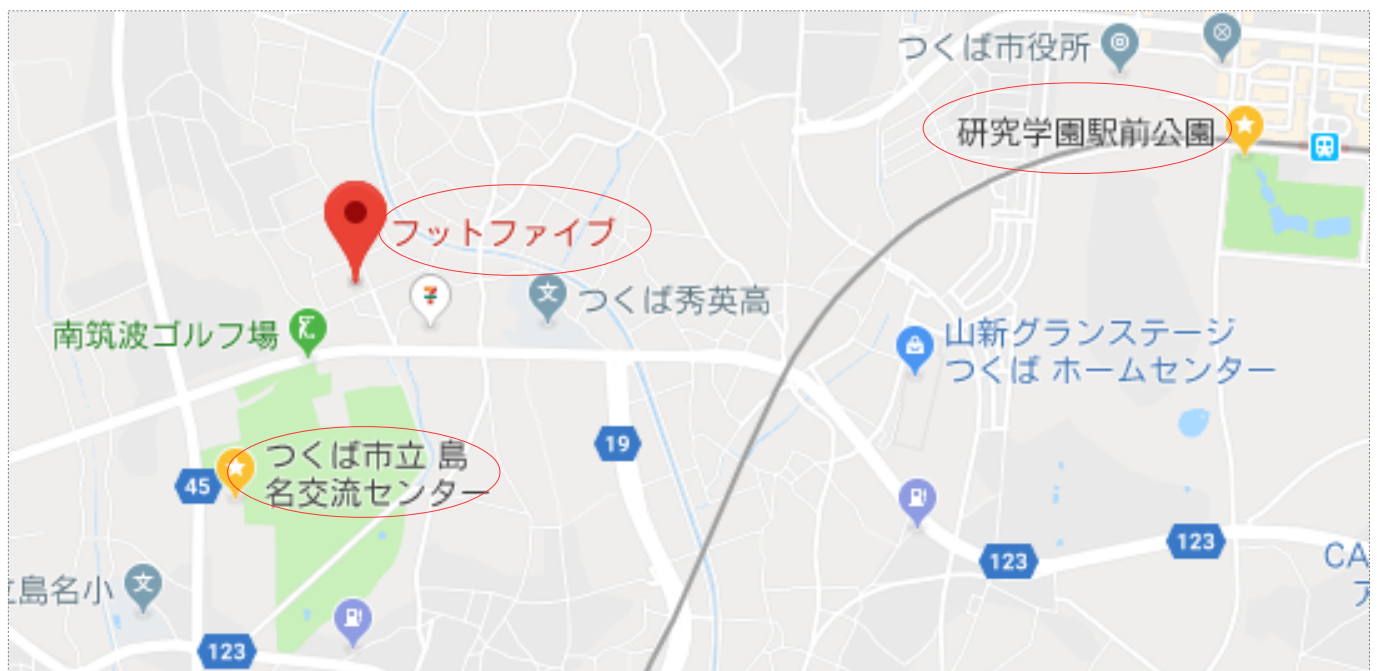 つくば市役所
研究学園駅前公園
フットファイブ
つくば秀英高
南筑波ゴルフ場
山新グランステージ
つくば ホームセンター
19
つくば市立 島
名交流センター
45
123
123
CA
島名小
123